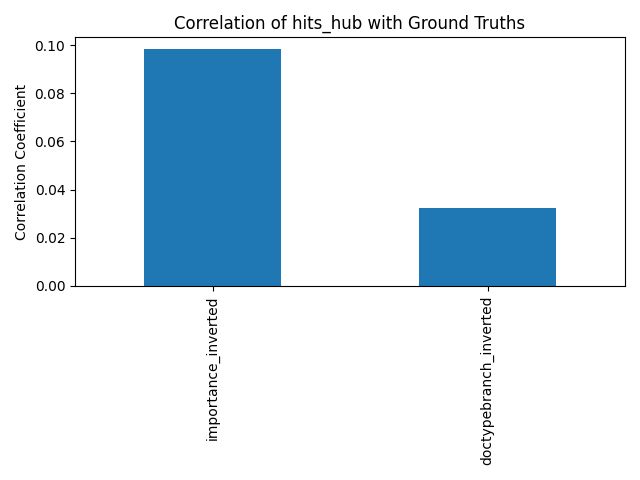 Correlation of hits_hub with Ground Truths
Correlation Coefficient
0.10
0.08
0.06
0.04
0.02
0.00
importance_inverted
doctypebranch_inverted